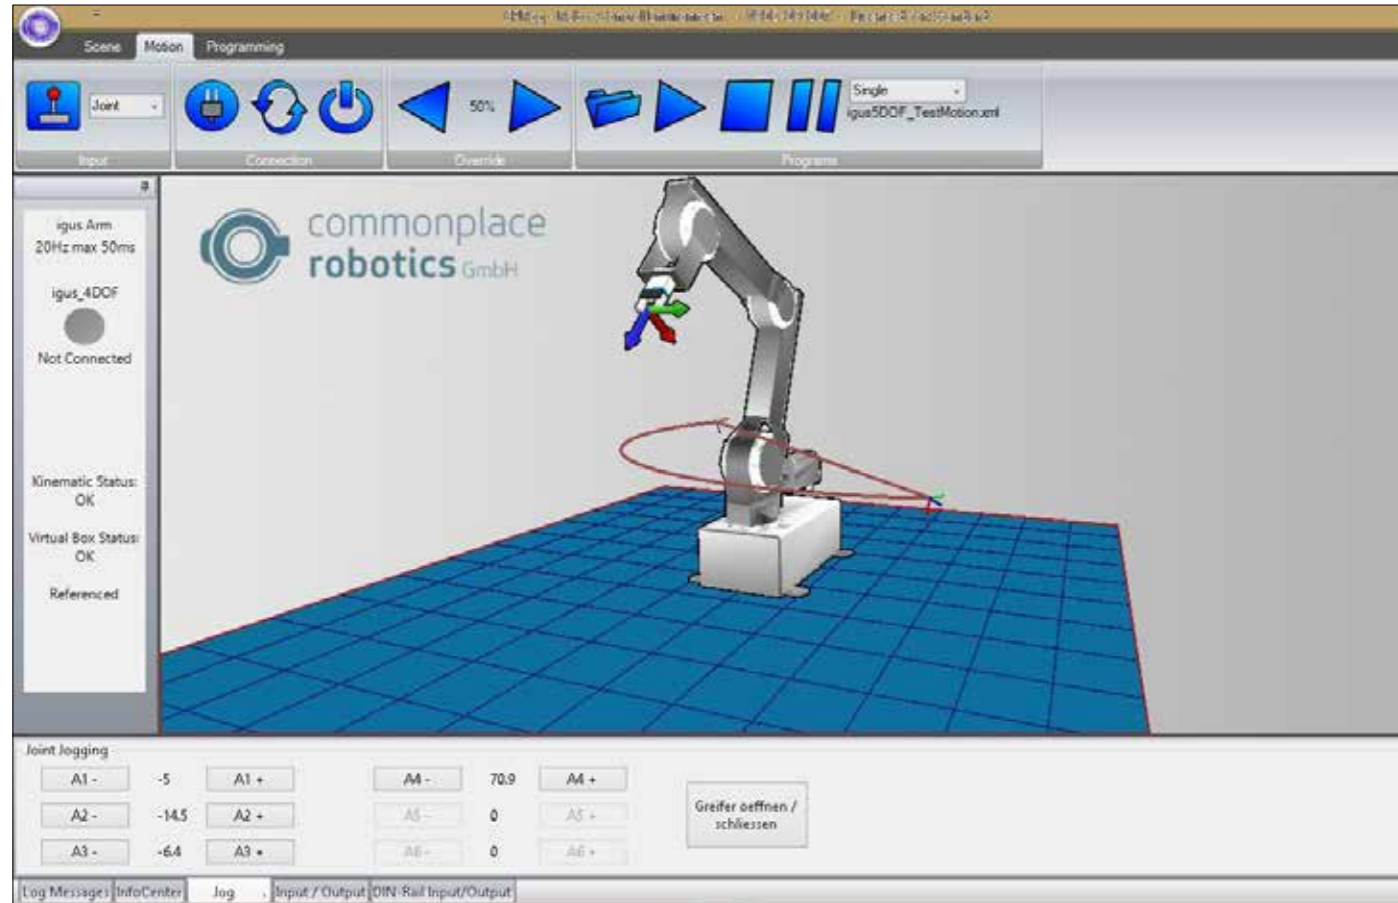 Scene Motion Programming
Joint
50%
Single
igus5DOF_TestMotion.xml
Input Connection Override Programs
igus Arm
20Hz max 50ms
igus_4DOF
Not Connected
Kinematic Status:
OK
Virtual Box Status:
OK
Referenced
commonplace
robotics GmbH
Joint Jogging
A1 - -5 A1 + A4 - 70.9 A4 +
A2 - -14.5 A2 + A5 - 0 A5 +
A3 - -6.4 A3 + A6 - 0 A6 +
Greifer oeffnen /
schliessen
Log Messages InfoCenter Jog Input / Output DIN-Rail Input/Output